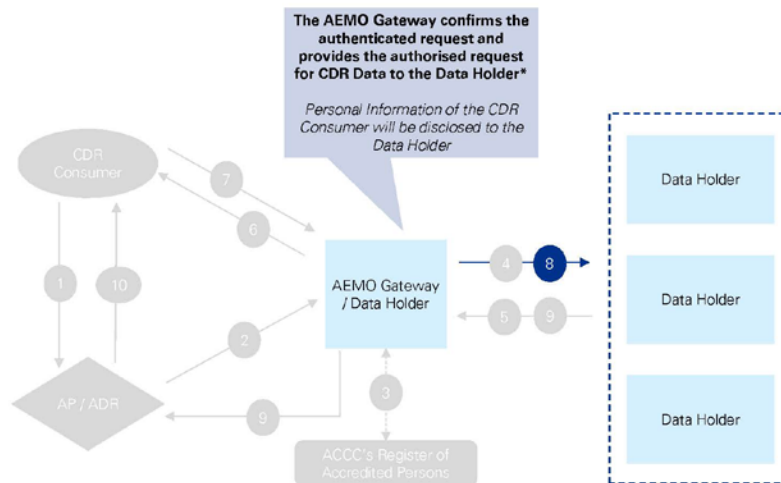 The AEMO Gateway confirms the
authenticated request and
provides the authorised request
for CDR Data to the Data Holder*
Personal Information of the CDR
Consumer will be disclosed to the
Data Holder
CDR
Consumer
7
6
Data Holder
1
10
AEMO Gateway
/ Data Holder
4
8
Data Holder
5
9
2
AP / ADR
9
3
Data Holder
ACCC's Register of
Accredited Persons